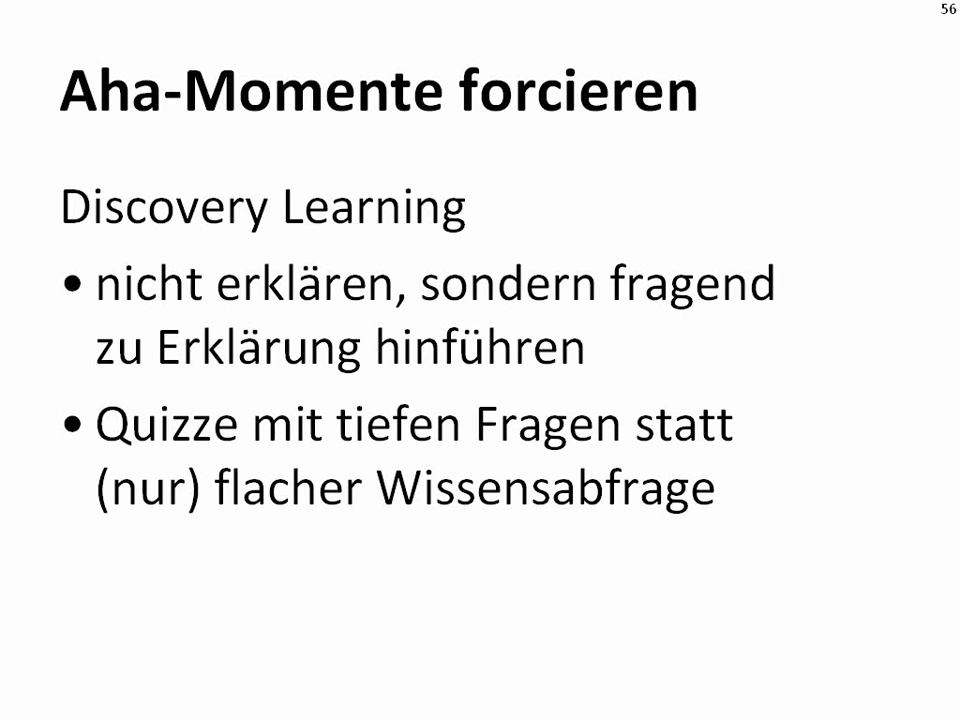 56
Aha-Momente forcieren
Discovery Learning
• nicht erklären, sondern fragend
zu Erklärung hinführen
• Quizze mit tiefen Fragen statt
(nur) flacher Wissensabfrage